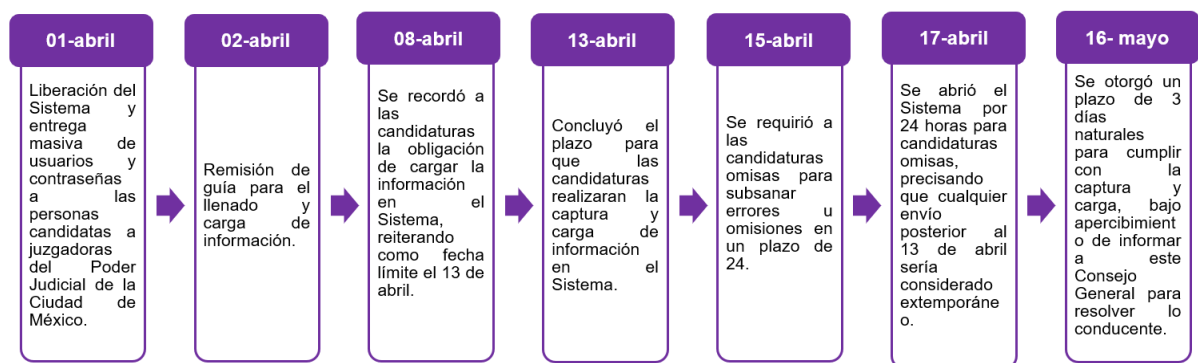 01-abril
Liberación del
Sistema y
entrega
masiva de
usuarios y
contraseñas
a las
personas
candidatas a
juzgadoras
del Poder
Judicial de la
Ciudad de
México.
02-abril
Remisión de
guía para el
llenado y
carga de
información.
08-abril
Se recordó a
las
candidaturas
la obligación
de cargar la
información
en el
Sistema,
reiterando
como fecha
límite el 13 de
abril.
13-abril
Concluyó el
plazo para
que las
candidaturas
realizaran la
captura y
carga de
información
en el
Sistema.
15-abril
Se requirió a
las
candidaturas
omisas para
subsanar
errores u
omisiones en
un plazo de
24.
17-abril
Se abrió el
Sistema por
24 horas para
candidaturas
omisas,
precisando
que cualquier
envío
posterior al
13 de abril
sería
considerado
extemporáne
o.
16- mayo
Se otorgó un
plazo de 3
días
naturales
para cumplir
con la
captura y
carga, bajo
apercibimient
o de informar
a este
Consejo
General para
resolver lo
conducente.